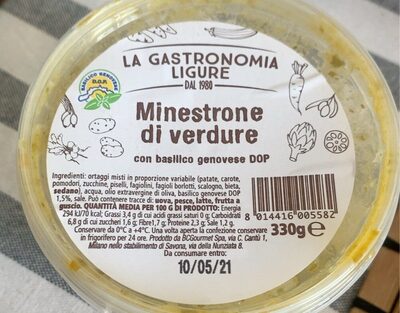 LA GASTRONOMIA
LIGURE
DAL 1980
BASILICO GENOVESE
D.O.P.
Minestrone
di verdure
con basilico genovese DOP
Ingredienti: ortaggi misti in proporzione variabile (patate, carote,
pomodori, zucchine, piselli, fagiolini, fagioli borlotti, scalogno, bieta,
sedano), acqua, olio extravergine di oliva, basilico genovese DOP
1,5%, sale. Può contenere tracce di: uova, pesce, latte, frutta a
guscio. QUANTITÀ MEDIA PER 100 G DI PRODOTTO: Energia
294 kJ/70 kcal; Grassi 3,4 g di cui acidi grassi saturi 0 g; Carboidrati
6,8 g di cui zuccheri 1,6 g; Fibre 1,7 g; Proteine 2,3 g; Sale 1,2 g.
Conservare da 0°C a +4°C. Una volta aperta la confezione conservare
in frigorifero per 24 ore. Prodotto da BCGourmet Spa, via C. Cantù 1,
Milano nello stabilimento di Savona, via della Nunziata 8.
Da consumare entro:
10/05/21
8 014416 005582
330g e